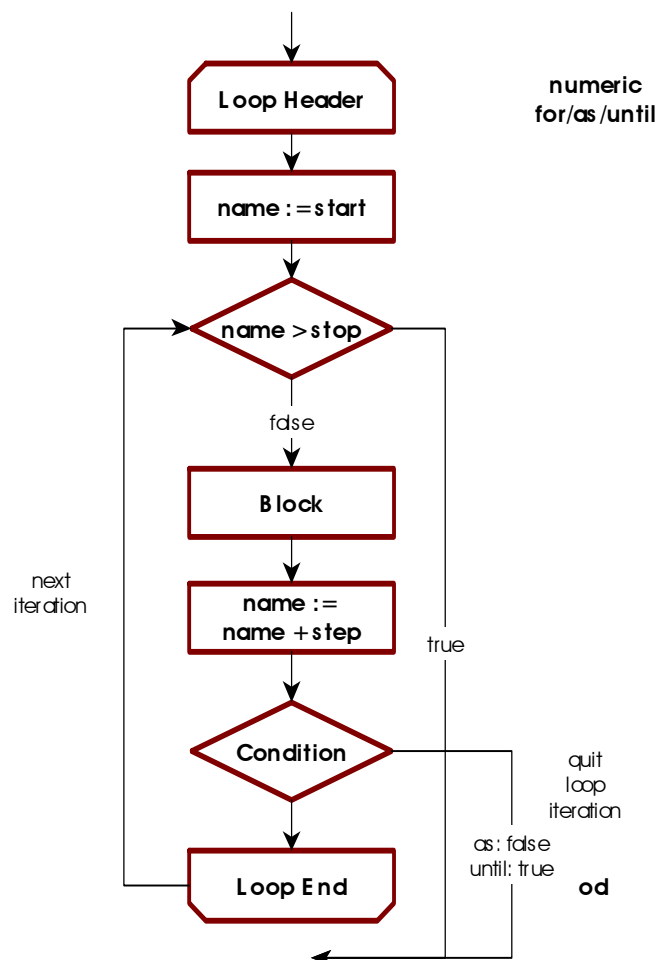 Loop Header
numeric
for/as/until
name := start
name > stop
false
Block
next
iteration
name :=
name + step
true
Condition
quit
loop
iteration
as: false
until: true
Loop End
od